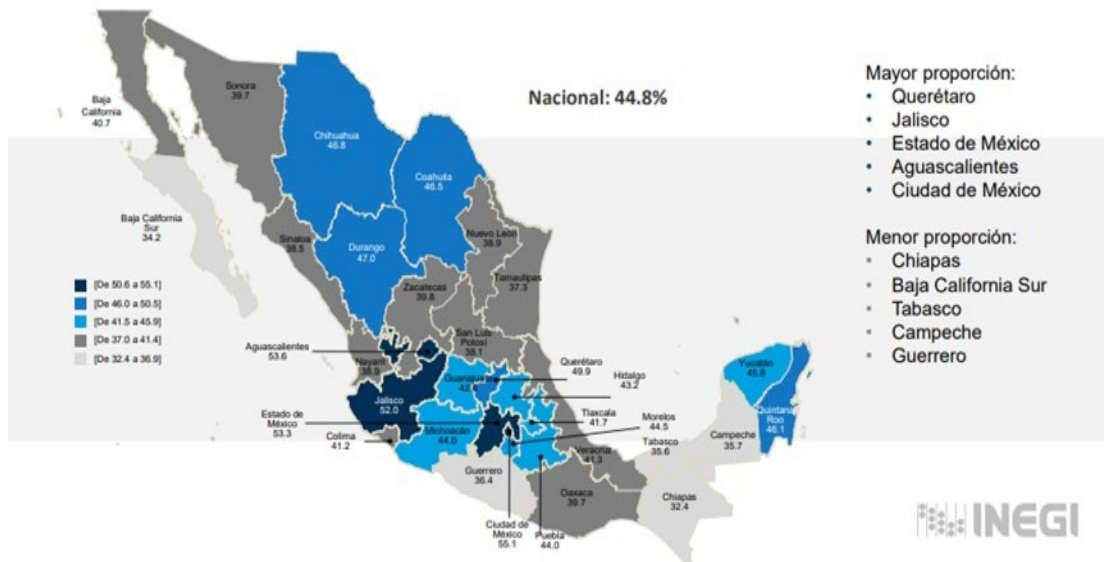 Nacional: 44.8%
Sonora
39.7
Baja
California
40.7
Chihuahua
46.8
Coahuila
46.5
Baja California
Sur
34.2
Sinaloa
38.5
Durango
47.0
Nuevo León
38.9
Tamaulipas
37.3
Zacatecas
39.8
San Luis
Potosí
38.1
Aguascalientes
53.6
Nayarit
38.9
Jalisco
52.0
Guanajuato
Querétaro
49.9
Hidalgo
43.2
Estado de
México
53.3
Colima
41.2
Michoacán
44.0
Tlaxcala
41.7
Morelos
44.5
Tabasco
35.6
Veracruz
41.3
Guerrero
36.4
Ciudad de
México
55.1
Puebla
44.0
Oaxaca
39.7
Chiapas
32.4
Campeche
35.7
Yucatán
45.8
Quintana
Roo
46.1
[De 50.6 a 55.1]
[De 46.0 a 50.5]
[De 41.5 a 45.9]
[De 37.0 a 41.4]
[De 32.4 a 36.9]
Mayor proporción:
• Querétaro
• Jalisco
• Estado de México
• Aguascalientes
• Ciudad de México
Menor proporción:
• Chiapas
• Baja California Sur
• Tabasco
• Campeche
• Guerrero
INEGI